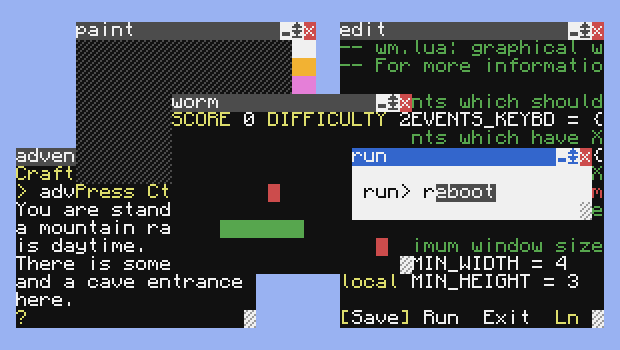 paint
edit
-- wm.lua: graphical w
-- For more informatio
worm
nts which should
SCORE 0 DIFFICULTY 2
EVENTS_KEYBD = {
nts which have X
adven
run
Craft
> adv
Press Ct
run> reboot
You are stand
a mountain ra
is daytime.
imum window size
There is some
MIN_WIDTH = 4
and a cave entrance
local MIN_HEIGHT = 3
here.
?
[Save] Run Exit Ln